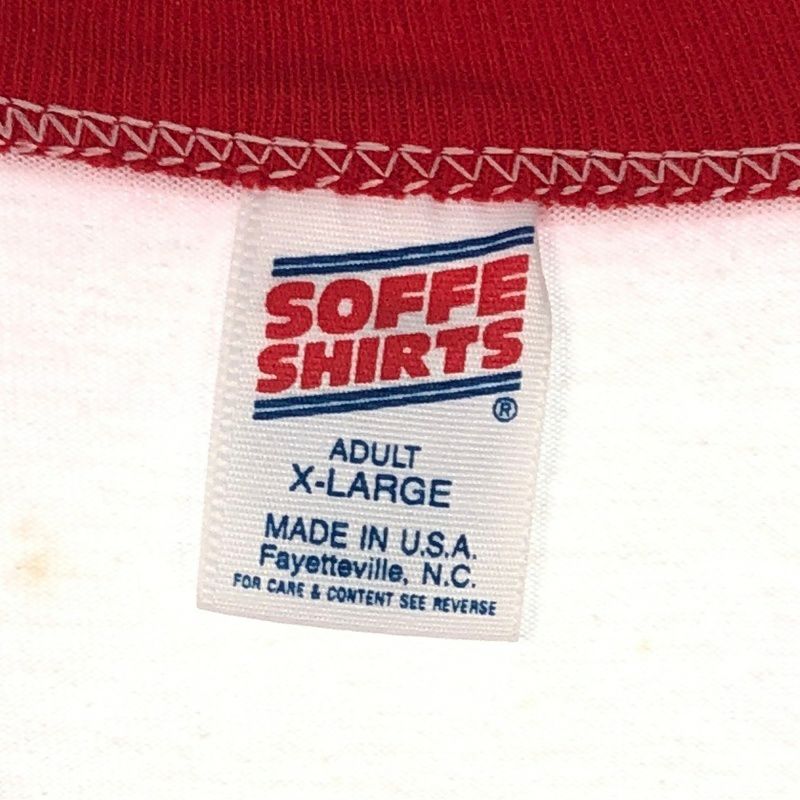 SOFFE
SHIRTS
®
ADULT
X-LARGE
MADE IN U.S.A.
Fayetteville, N.C.
FOR CARE & CONTENT SEE REVERSE